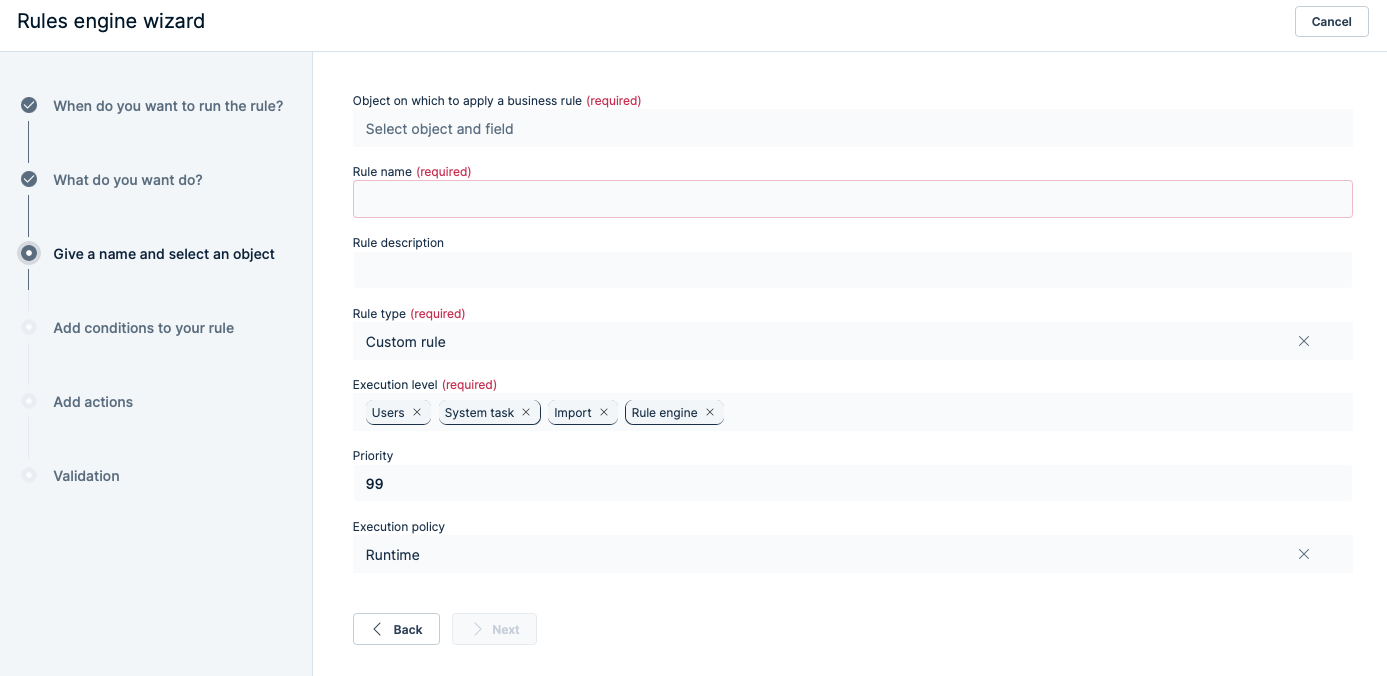 Rules engine wizard
Cancel
When do you want to run the rule?
What do you want do?
Give a name and select an object
Add conditions to your rule
Add actions
Validation
Object on which to apply a business rule (required)
Select object and field
Rule name (required)
Rule description
Rule type (required)
Custom rule
Execution level (required)
Users System task Import Rule engine
Priority
99
Execution policy
Runtime
Back
Next